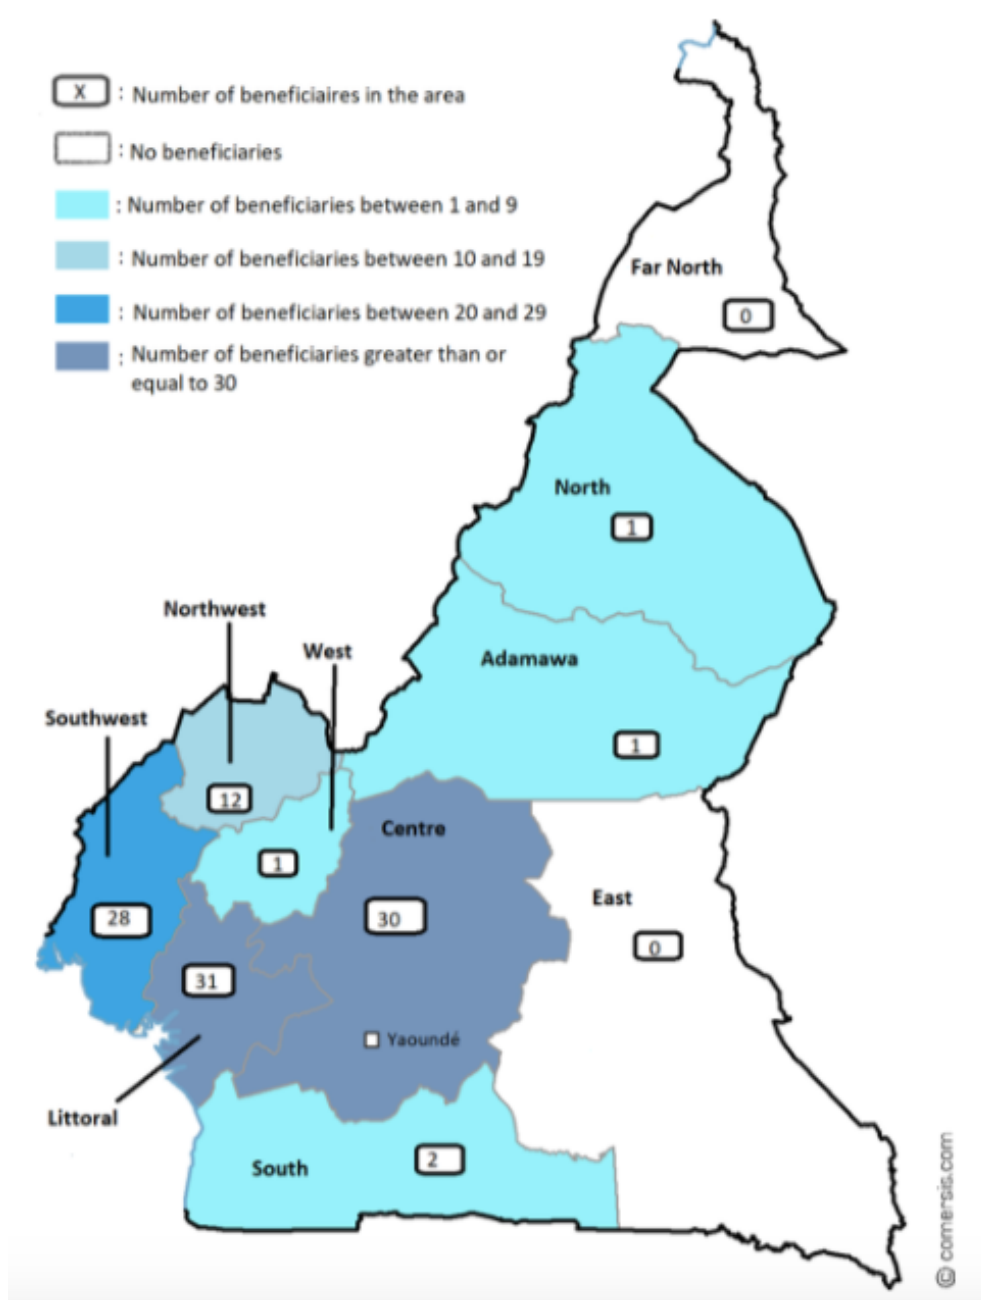 X : Number of beneficiaires in the area
: No beneficiaries
: Number of beneficiaries between 1 and 9
: Number of beneficiaries between 10 and 19
: Number of beneficiaries between 20 and 29
: Number of beneficiaries greater than or
equal to 30
Far North
0
North
1
Northwest
West
Adamawa
Southwest
1
12
Centre
1
East
30
28
0
31
Yaoundé
Littoral
2
South
© comersis.com